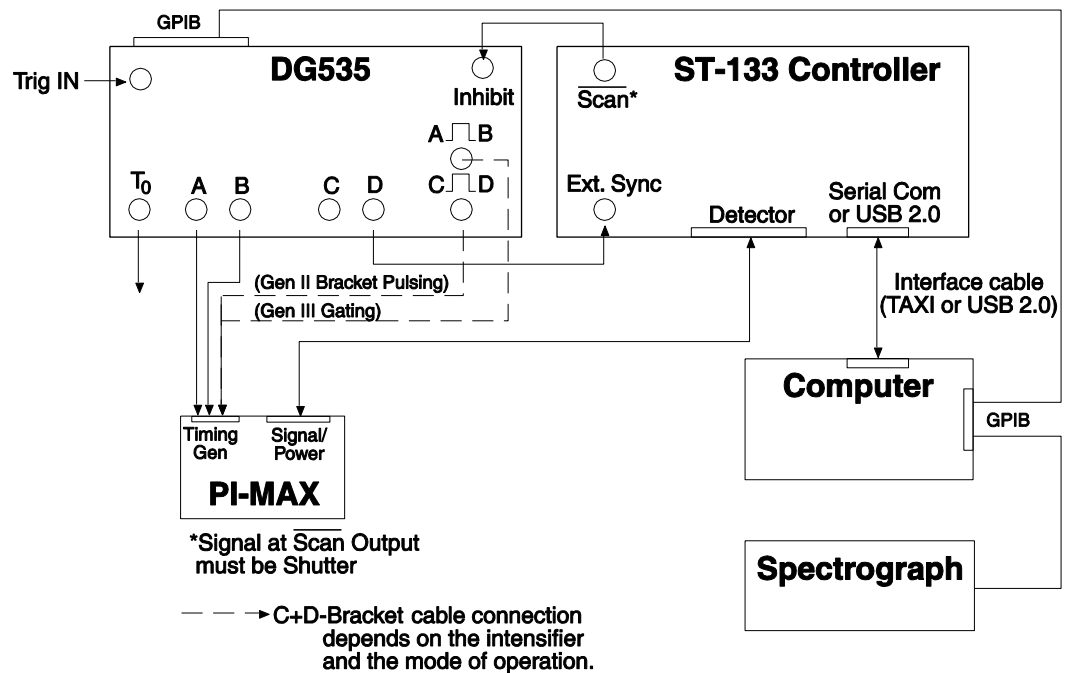 GPIB
DG535
ST-133 Controller
Trig IN
Inhibit
Scan*
A B
C D
T0
A
B
C
D
Ext. Sync
Detector
Serial Com
or USB 2.0
(Gen II Bracket Pulsing)
(Gen III Gating)
Interface cable
(TAXI or USB 2.0)
Computer
GPIB
Timing
Gen
Signal/
Power
PI-MAX
*Signal at Scan Output
must be Shutter
Spectrograph
C+D-Bracket cable connection
depends on the intensifier
and the mode of operation.